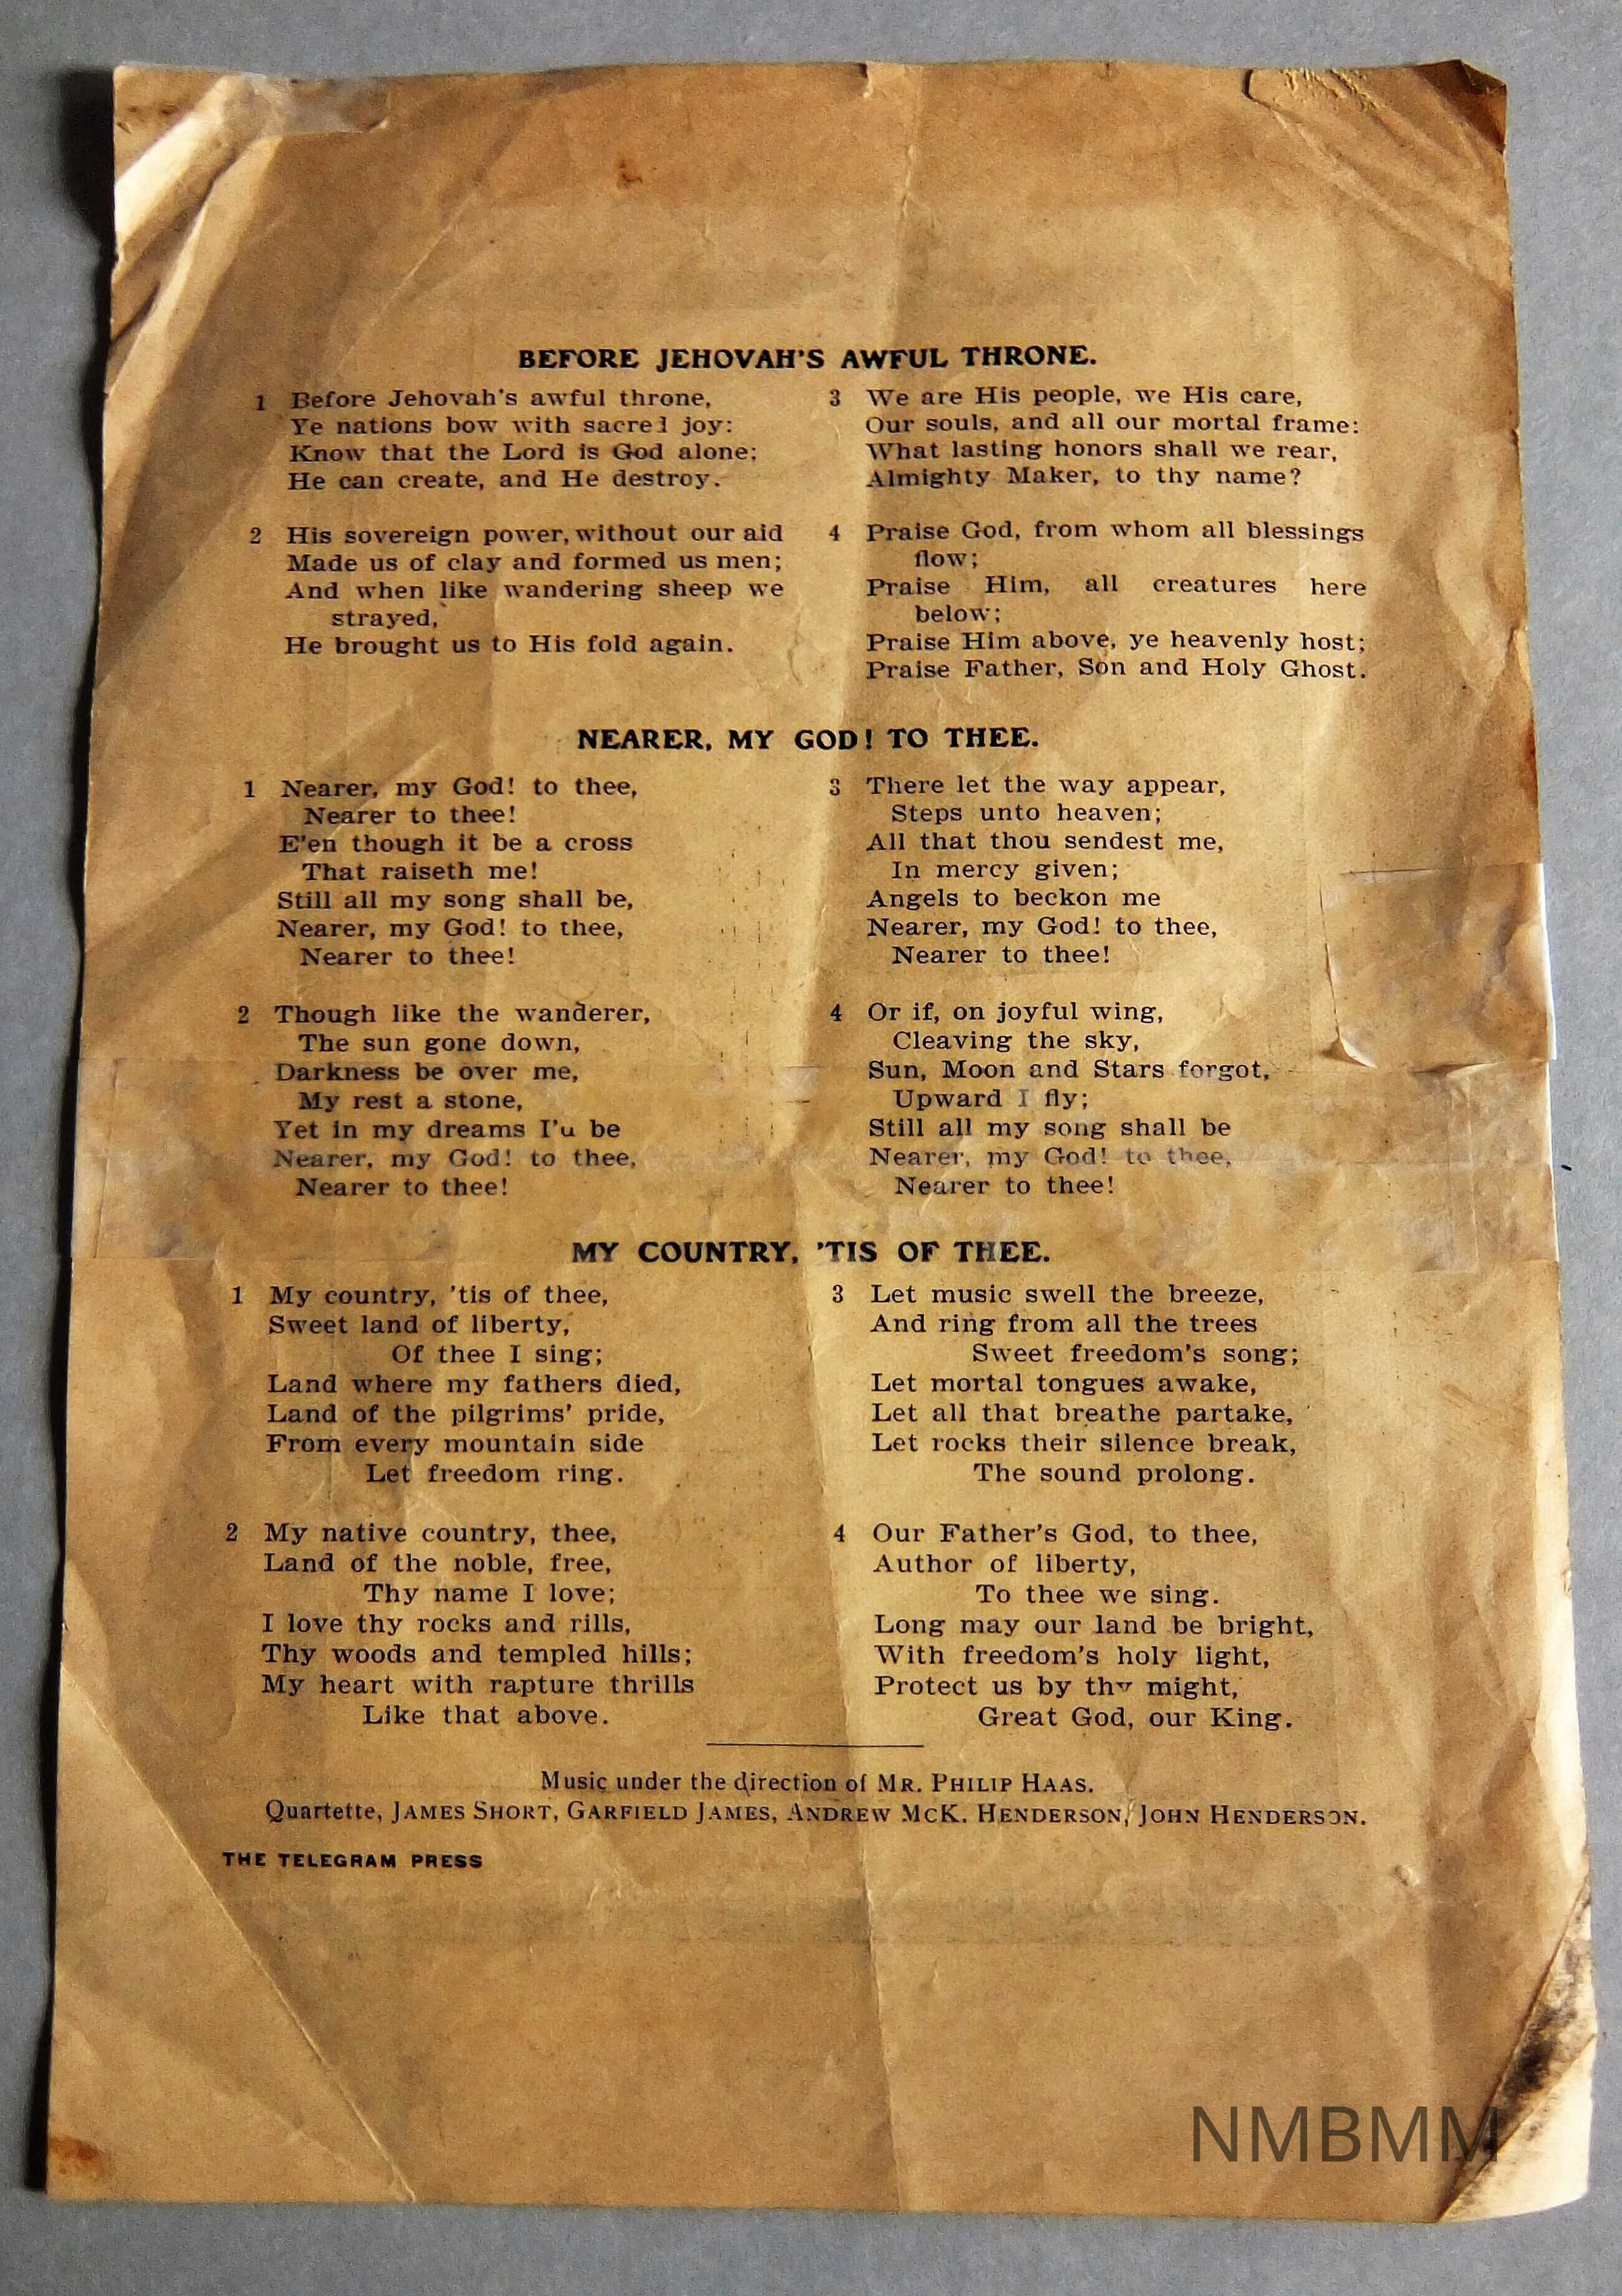 BEFORE JEHOVAH'S AWFUL THRONE.
1 Before Jehovah's awful throne,
Ye nations bow with sacred joy:
Know that the Lord is God alone;
He can create, and He destroy.
2 His sovereign power, without our aid
Made us of clay and formed us men;
And when like wandering sheep we
strayed,
He brought us to His fold again.
3 We are His people, we His care,
Our souls, and all our mortal frame:
What lasting honors shall we rear,
Almighty Maker, to thy name?
4 Praise God, from whom all blessings
flow;
Praise Him, all creatures here
below;
Praise Him above, ye heavenly host;
Praise Father, Son and Holy Ghost.
NEARER, MY GOD! TO THEE.
1 Nearer, my God! to thee,
Nearer to thee!
E'en though it be a cross
That raiseth me!
Still all my song shall be,
Nearer, my God! to thee,
Nearer to thee!
2 Though like the wanderer,
The sun gone down,
Darkness be over me,
My rest a stone,
Yet in my dreams I'd be
Nearer, my God! to thee,
Nearer to thee!
3 There let the way appear,
Steps unto heaven;
All that thou sendest me,
In mercy given;
Angels to beckon me
Nearer, my God! to thee,
Nearer to thee!
4 Or if, on joyful wing,
Cleaving the sky,
Sun, Moon and Stars forgot,
Upward I fly;
Still all my song shall be
Nearer, my God! to thee,
Nearer to thee!
MY COUNTRY, 'TIS OF THEE.
1 My country, 'tis of thee,
Sweet land of liberty,
Of thee I sing;
Land where my fathers died,
Land of the pilgrims' pride,
From every mountain side
Let freedom ring.
2 My native country, thee,
Land of the noble, free,
Thy name I love;
I love thy rocks and rills,
Thy woods and templed hills;
My heart with rapture thrills
Like that above.
3 Let music swell the breeze,
And ring from all the trees
Sweet freedom's song;
Let mortal tongues awake,
Let all that breathe partake,
Let rocks their silence break,
The sound prolong.
4 Our Father's God, to thee,
Author of liberty,
To thee we sing.
Long may our land be bright,
With freedom's holy light,
Protect us by thy might,
Great God, our King.
Music under the direction of MR. PHILIP HAAS.
Quartette, JAMES SHORT, GARFIELD JAMES, ANDREW MCK. HENDERSON, JOHN HENDERSON.
THE TELEGRAM PRESS
NMBMM